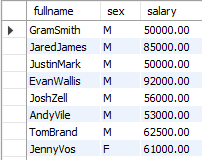 fullname sex salary
GramSmith M 50000.00
JaredJames M 85000.00
JustinMark M 50000.00
EvanWallis M 92000.00
JoshZell M 56000.00
AndyVile M 53000.00
TomBrand M 62500.00
JennyVos F 61000.00